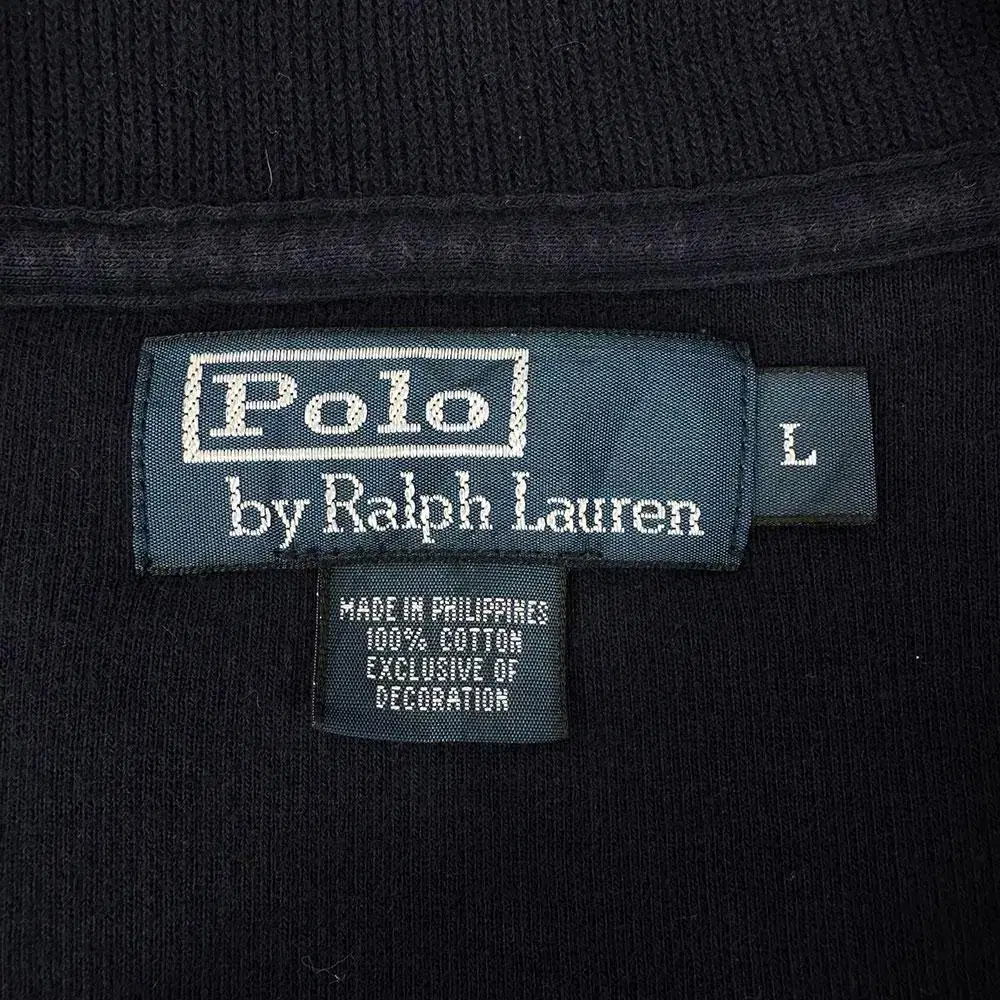 Polo
by Ralph Lauren
L
MADE IN PHILIPPINES
100% COTTON
EXCLUSIVE OF
DECORATION